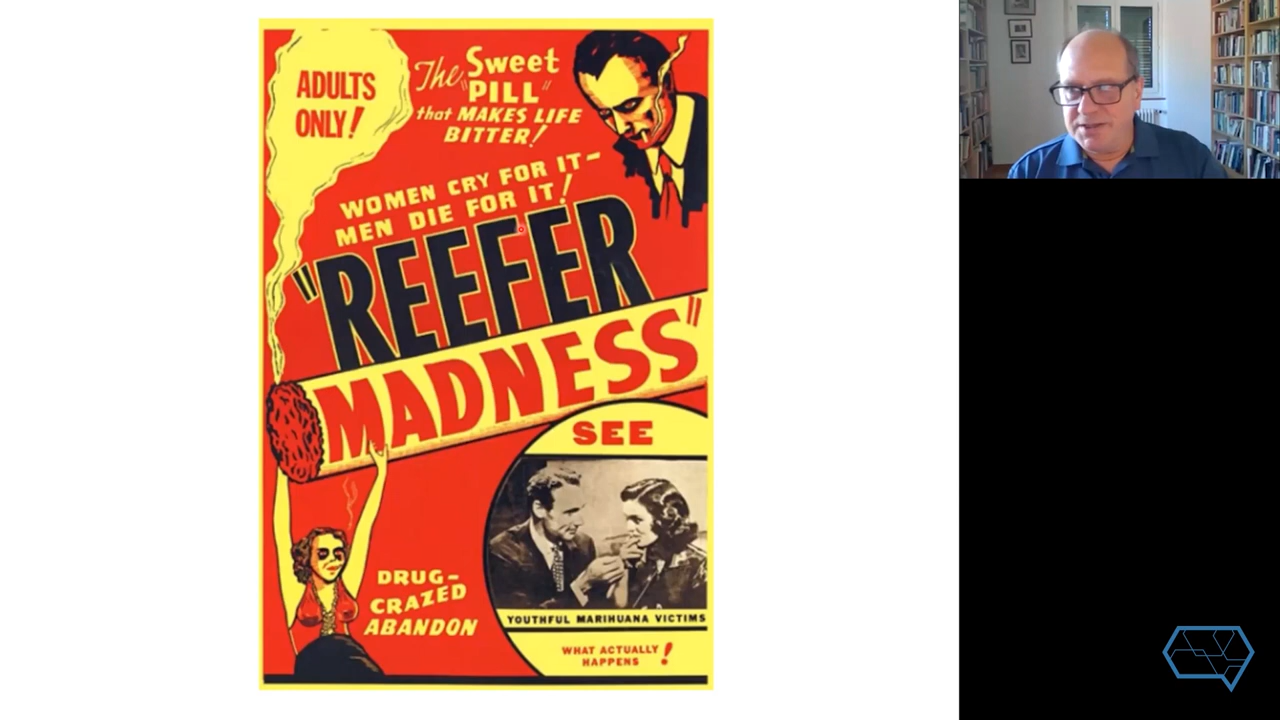 ADULTS
ONLY!
The Sweet
"PILL"
that MAKES LIFE
BITTER!
WOMEN CRY FOR IT-
MEN DIE FOR IT!
"REEFER
MADNESS"
SEE
DRUG-
CRAZED
ABANDON
YOUTHFUL MARIHUANA VICTIMS
WHAT ACTUALLY
HAPPENS!